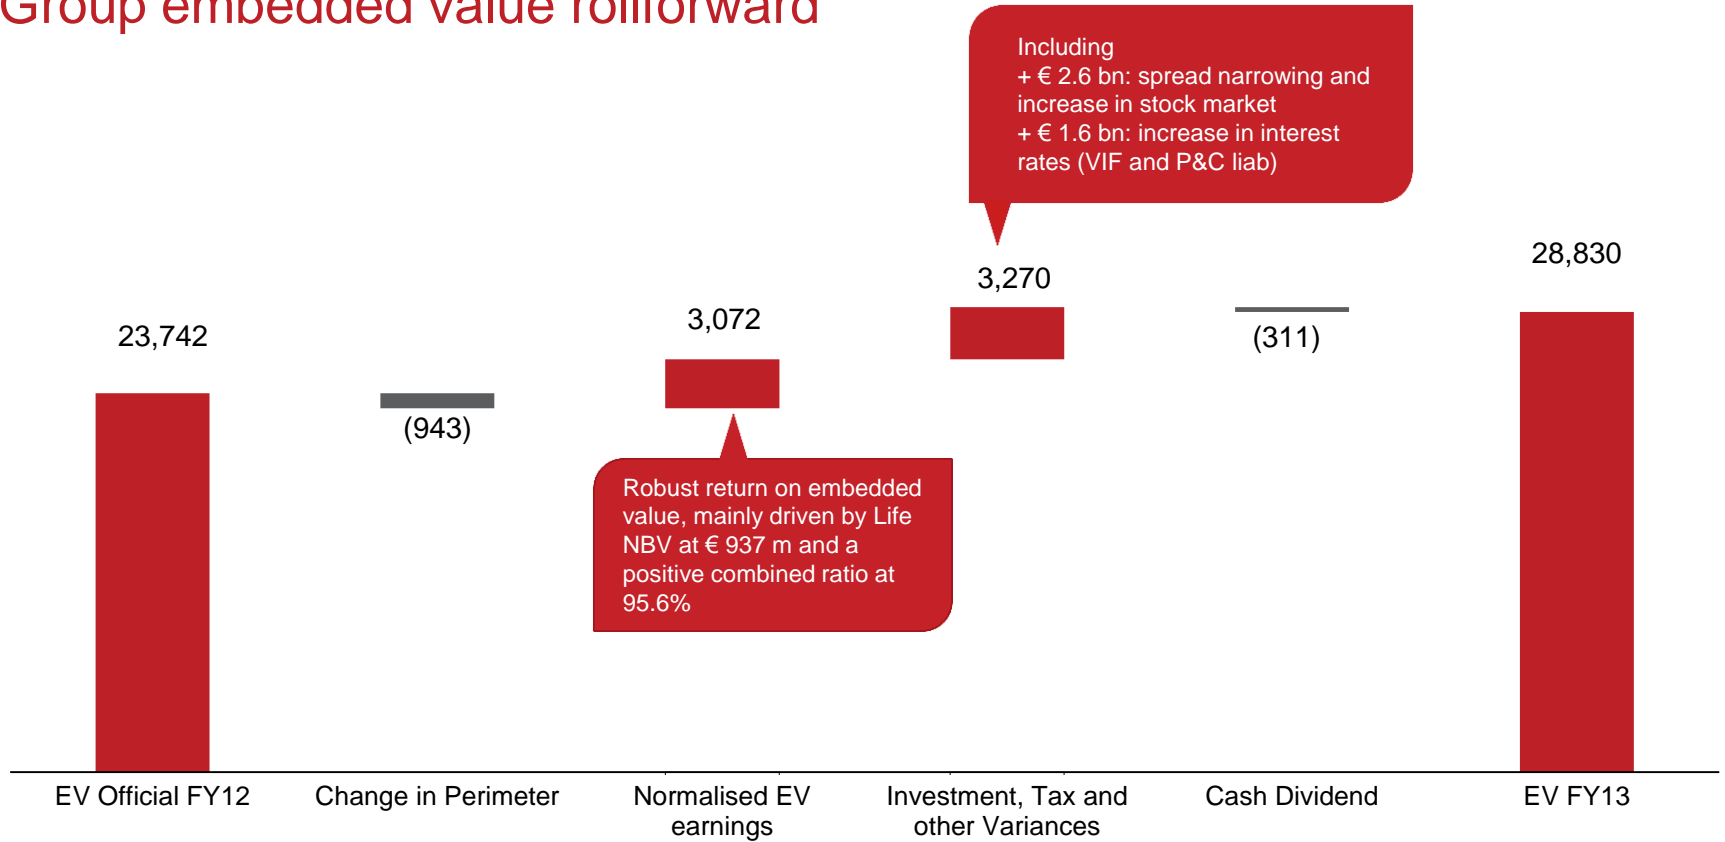 Group embedded value rollforward
Including
+ € 2.6 bn: spread narrowing and
increase in stock market
+ € 1.6 bn: increase in interest
rates (VIF and P&C liab)
28,830
3,270
3,072
23,742
(311)
(943)
Robust return on embedded
value, mainly driven by Life
NBV at € 937 m and a
positive combined ratio at
95.6%
EV Official FY12
Change in Perimeter
Normalised EV
earnings
Investment, Tax and
other Variances
Cash Dividend
EV FY13